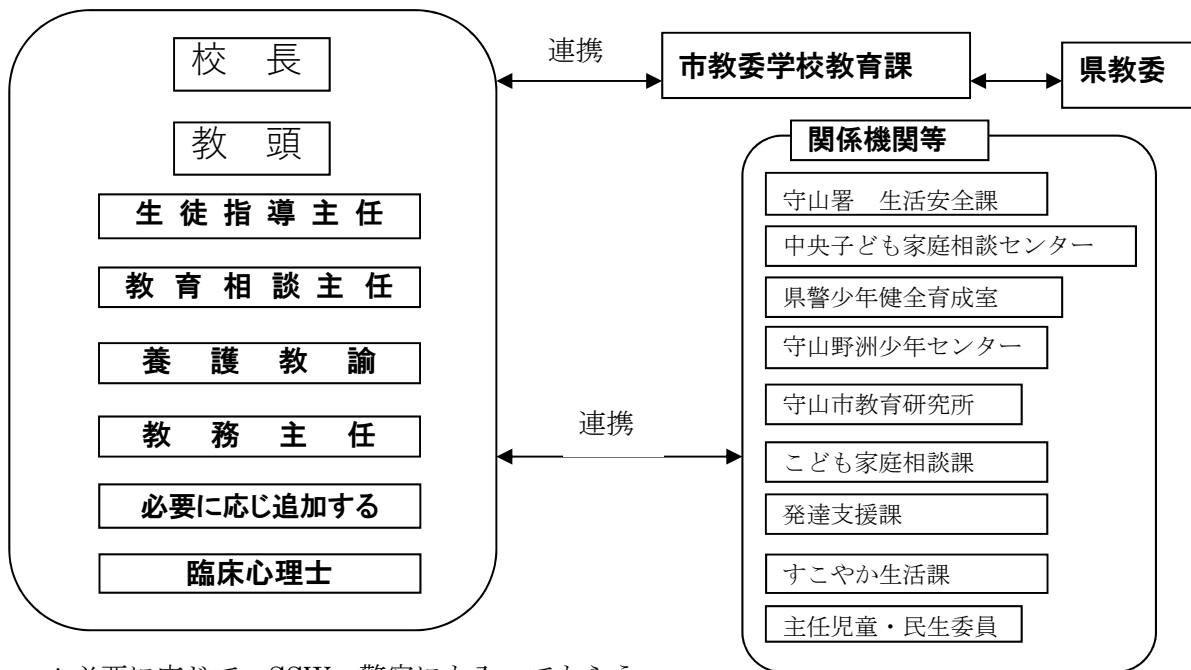 校　長
教　頭
生 徒 指 導 主 任
教 育 相 談 主 任
養　護　教　諭
教　務　主　任
必要に応じ追加する
臨床心理士
連携
市教委学校教育課
県教委
連携
関係機関等
守山署　生活安全課
中央子ども家庭相談センター
県警少年健全育成室
守山野洲少年センター
守山市教育研究所
こども家庭相談課
発達支援課
すこやか生活課
主任児童・民生委員